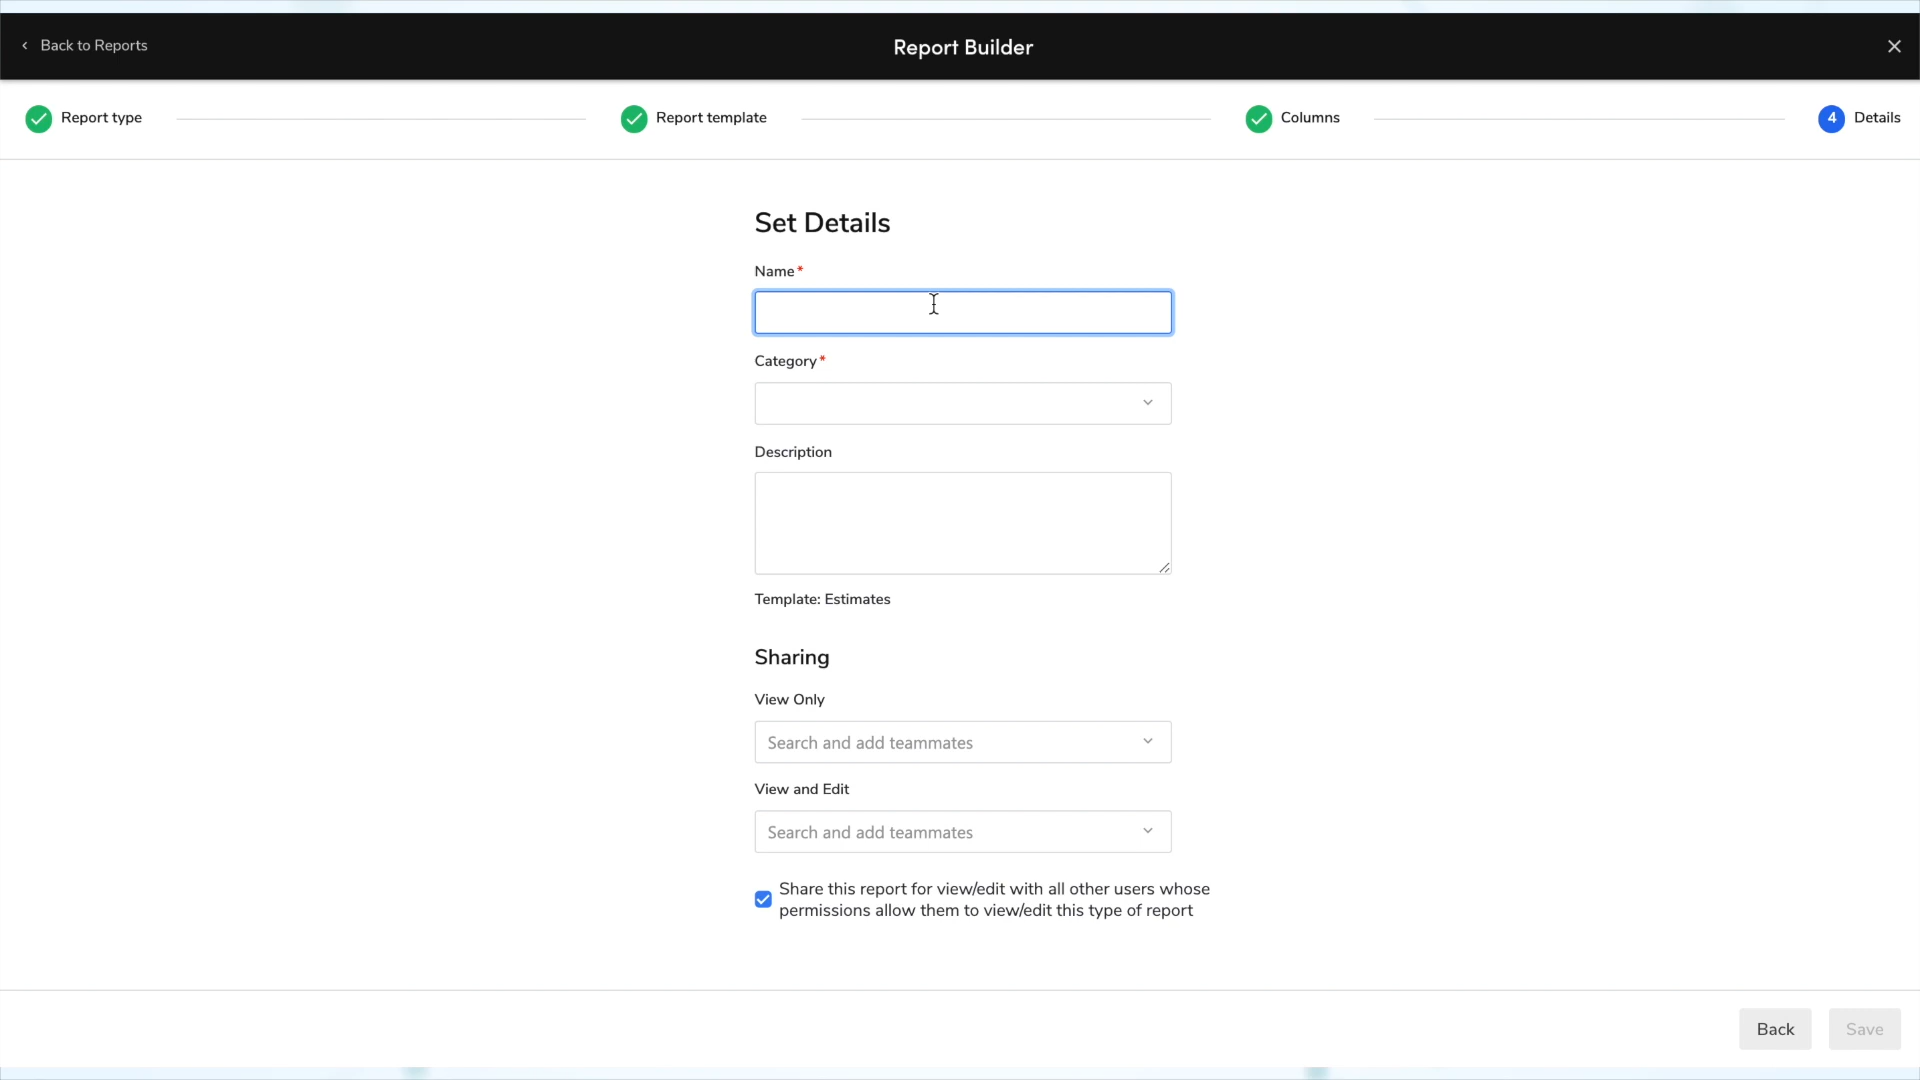 Back to Reports
Report Builder
Report type
Report template
Columns
4 Details
Set Details
Name*
Category*
Description
Template: Estimates
Sharing
View Only
Search and add teammates
View and Edit
Search and add teammates
Share this report for view/edit with all other users whose
permissions allow them to view/edit this type of report
Back
Save